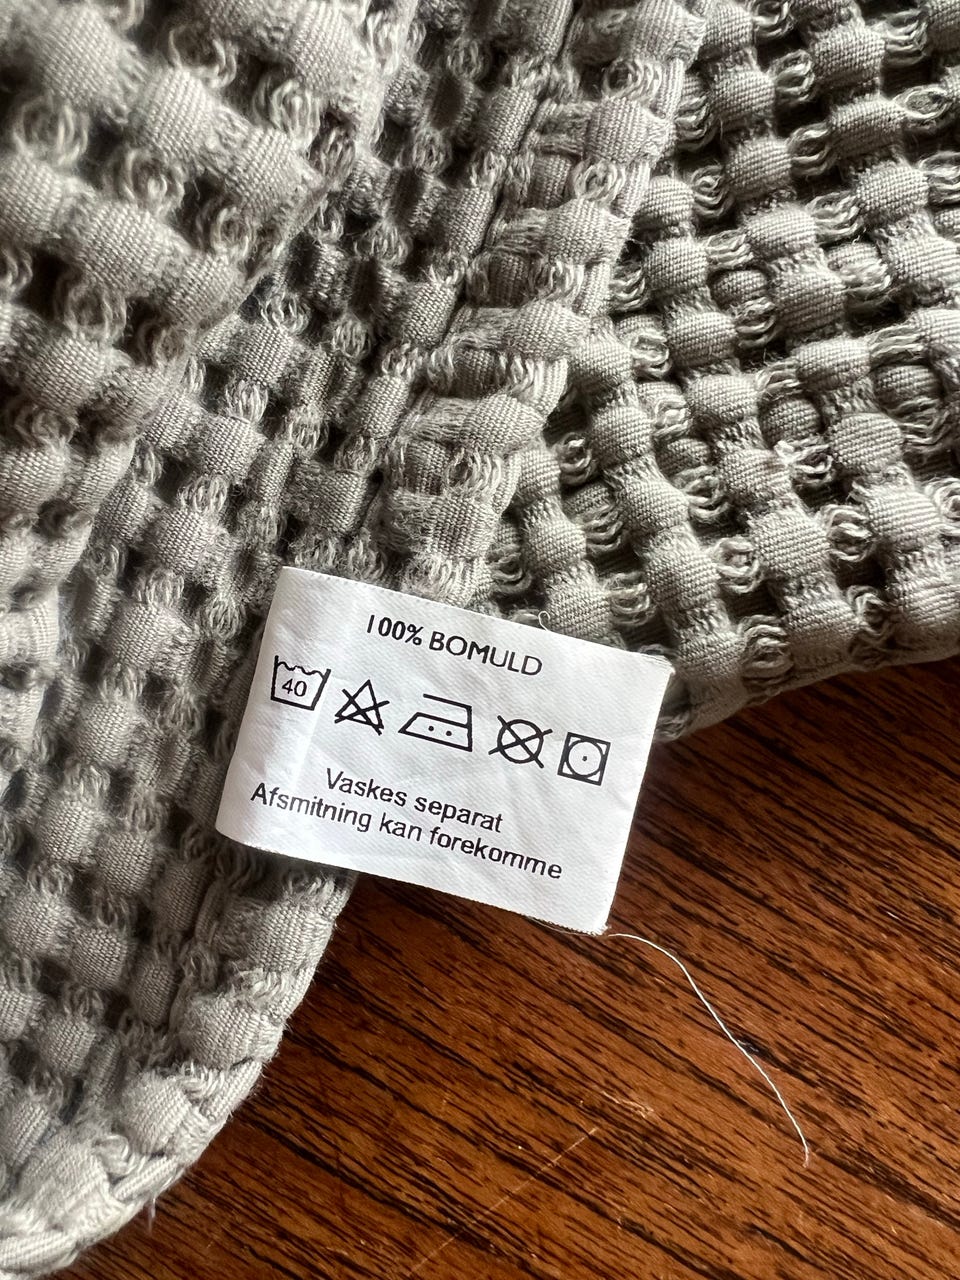 100% BOMULD
40
Vaskes separat
Afsmitning kan forekomme